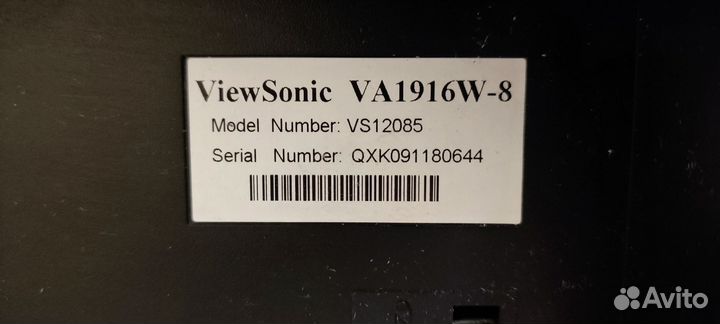 ViewSonic VA1916W-8
Model Number: VS12085
Serial Number: QXK091180644
Avito